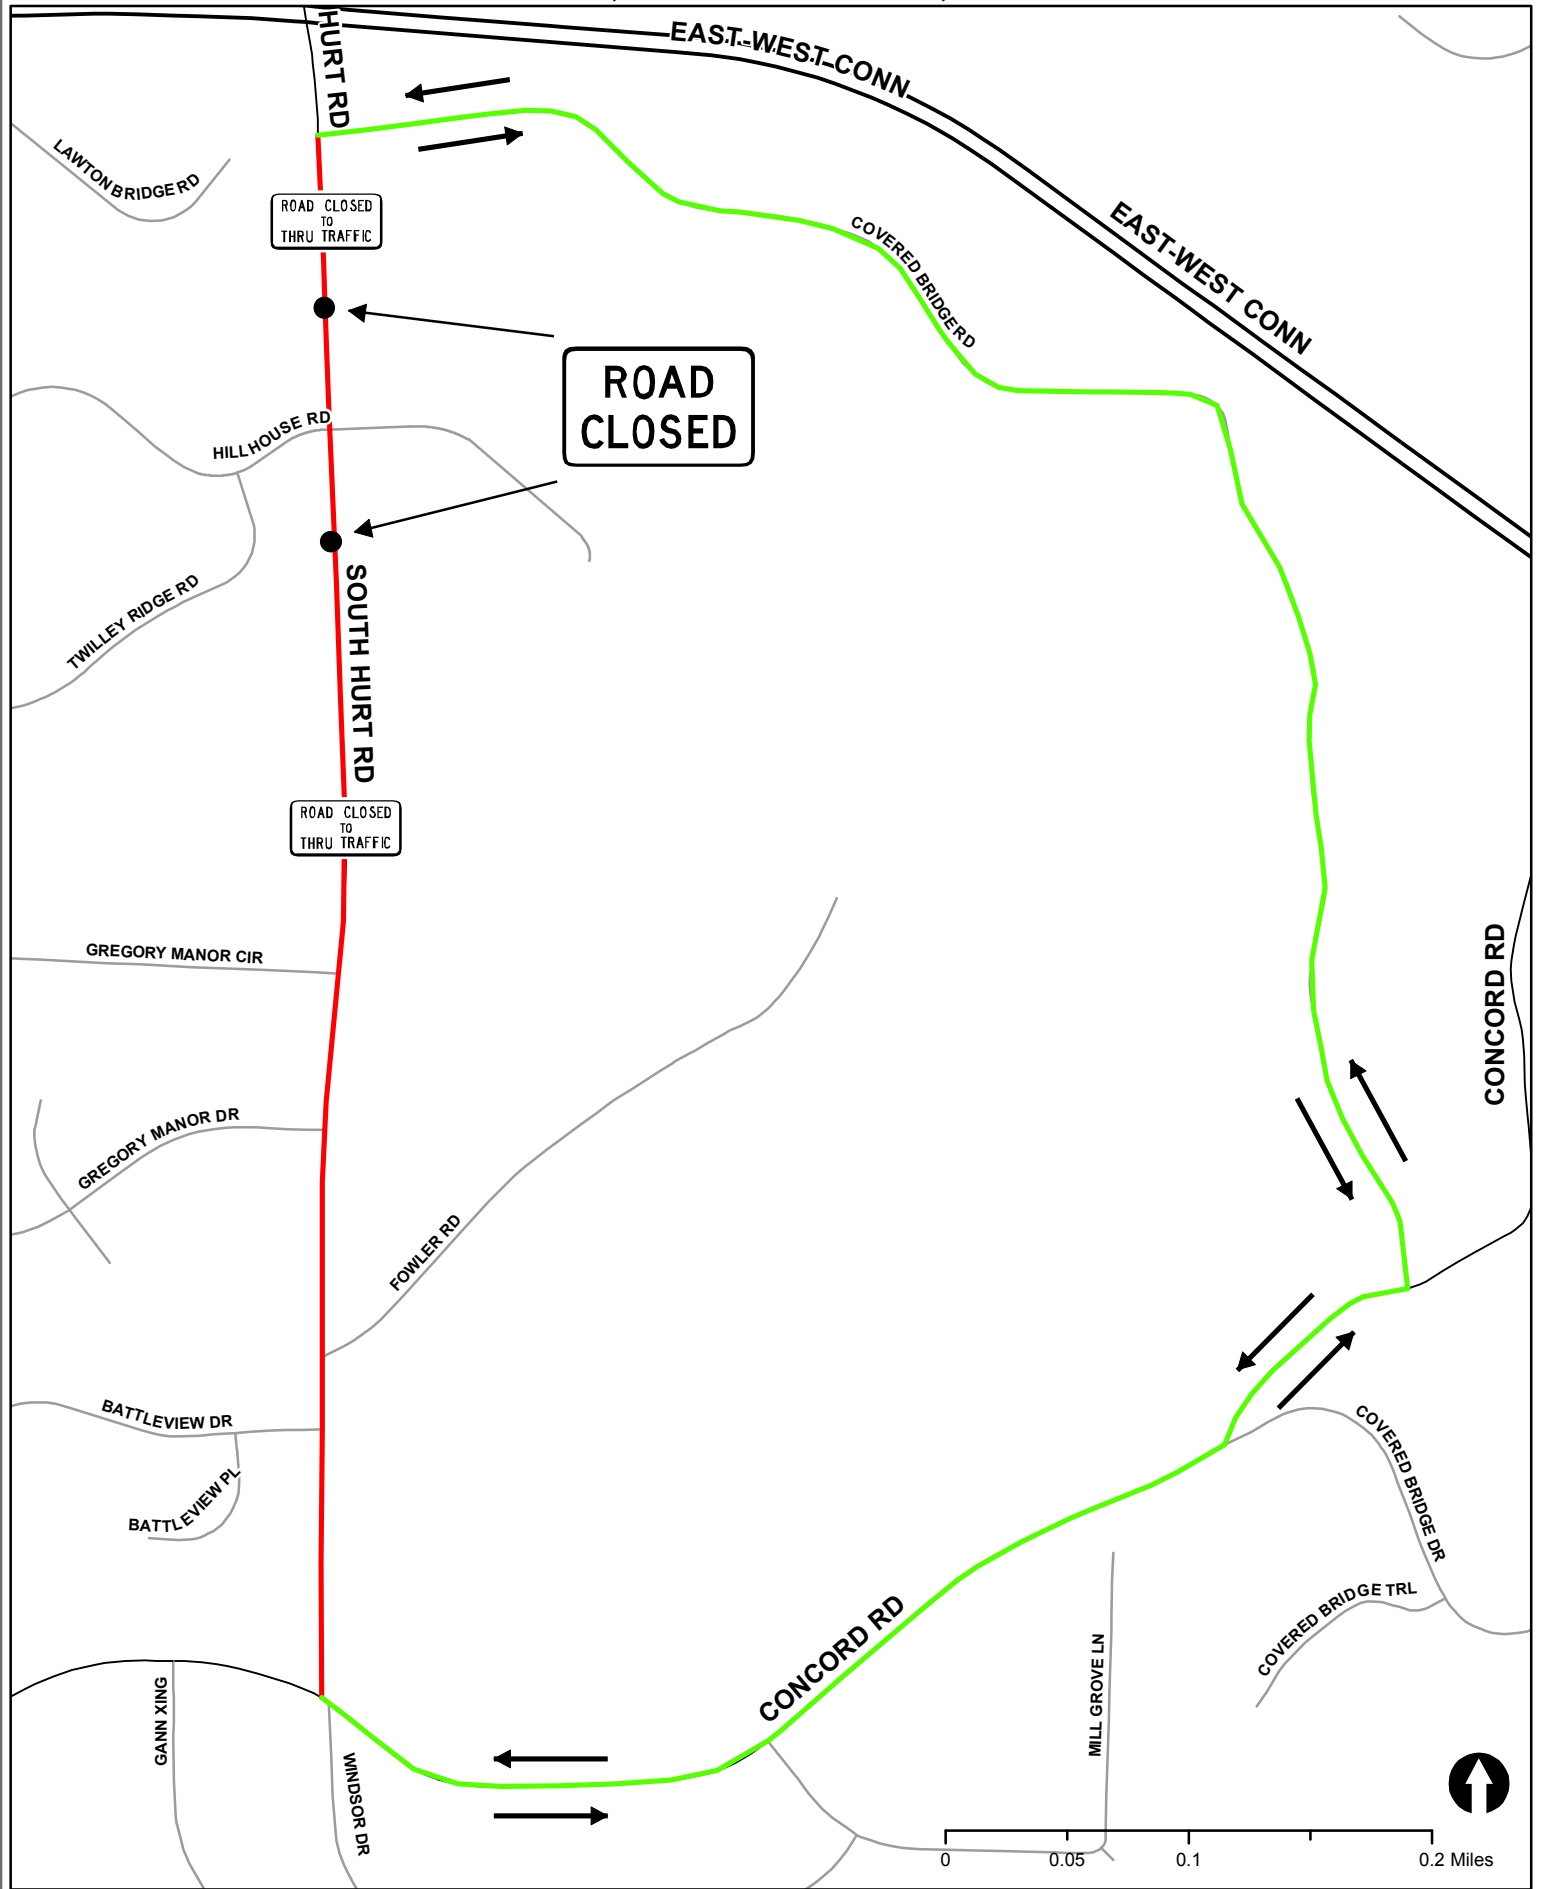 HURT RD
EAST-WEST CONN
LAWTON BRIDGE RD
ROAD CLOSED
TO
THRU TRAFFIC
COVERED BRIDGE RD
EAST-WEST CONN
ROAD
CLOSED
HILLHOUSE RD
TWILLEY RIDGE RD
SOUTH HURT RD
ROAD CLOSED
TO
THRU TRAFFIC
GREGORY MANOR CIR
CONCORD RD
GREGORY MANOR DR
FOWLER RD
BATTLEVIEW DR
BATTLEVIEW PL
COVERED BRIDGE DR
COVERED BRIDGE TRL
CONCORD RD
MILL GROVE LN
GANN XING
WINDSOR DR
0 0.05 0.1 0.2 Miles